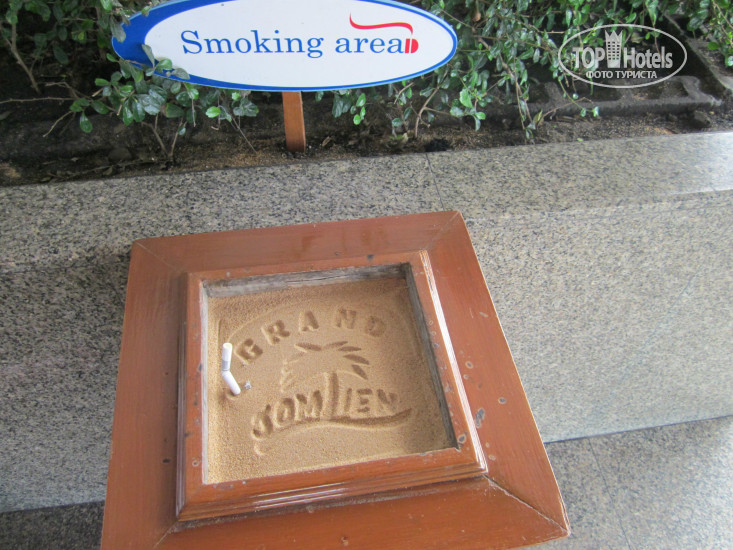 Smoking area
TOP Hotels
ФОТО ТУРИСТА
GRAND
JOMTIEN